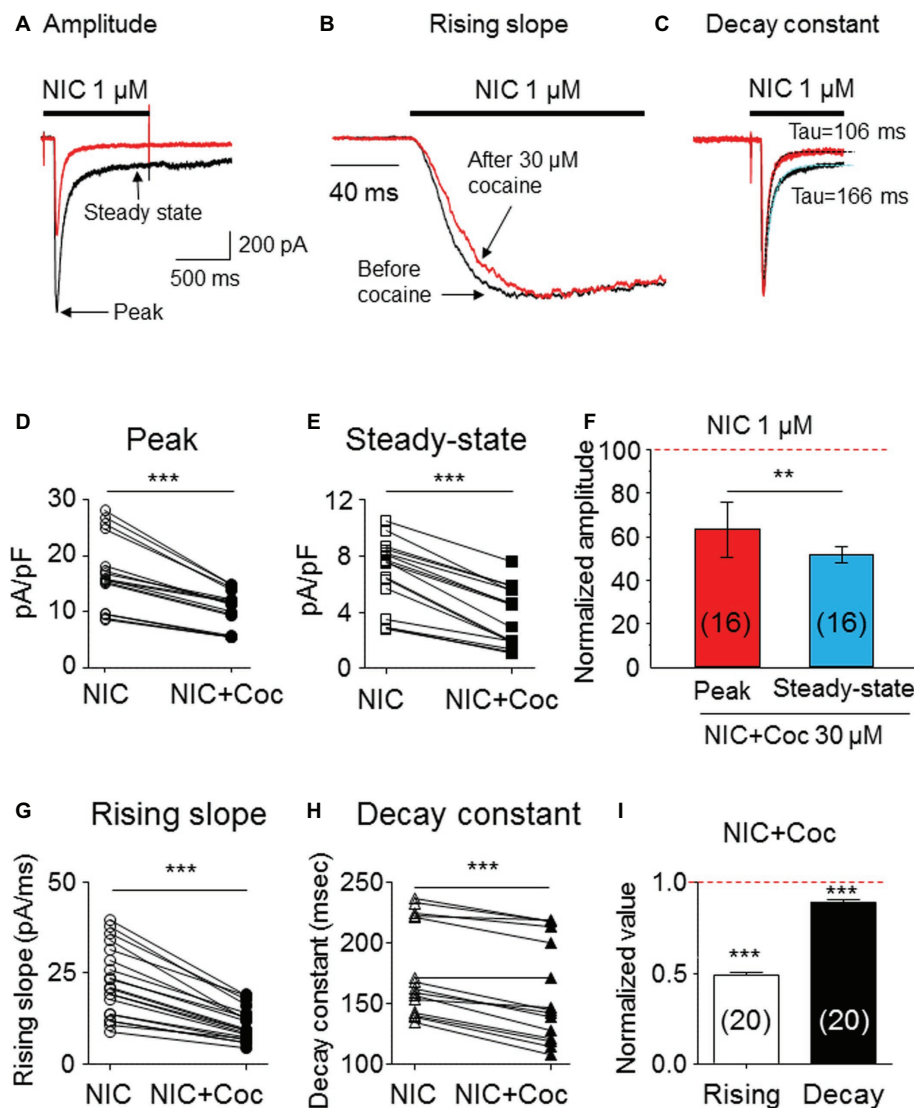 A Amplitude
B Rising slope
C Decay constant
NIC 1 µM
NIC 1 µM
NIC 1 µM
Steady state
Peak
200 pA
500 ms
40 ms
After 30 µM
cocaine
Before
cocaine
Tau=106 ms
Tau=166 ms
D Peak
***
pA/pF
30
20
10
0
NIC NIC+Coc
E Steady-state
***
pA/pF
12
8
4
0
NIC NIC+Coc
F NIC 1 µM
**
Normalized amplitude
100
80
60
40
20
0
(16) (16)
Peak Steady-state
NIC+Coc 30 µM
G Rising slope
***
Rising slope (pA/ms)
50
25
0
NIC NIC+Coc
H Decay constant
***
Decay constant (msec)
250
200
150
100
NIC NIC+Coc
I NIC+Coc
Normalized value
1.0
0.5
0.0
*** ***
(20) (20)
Rising Decay